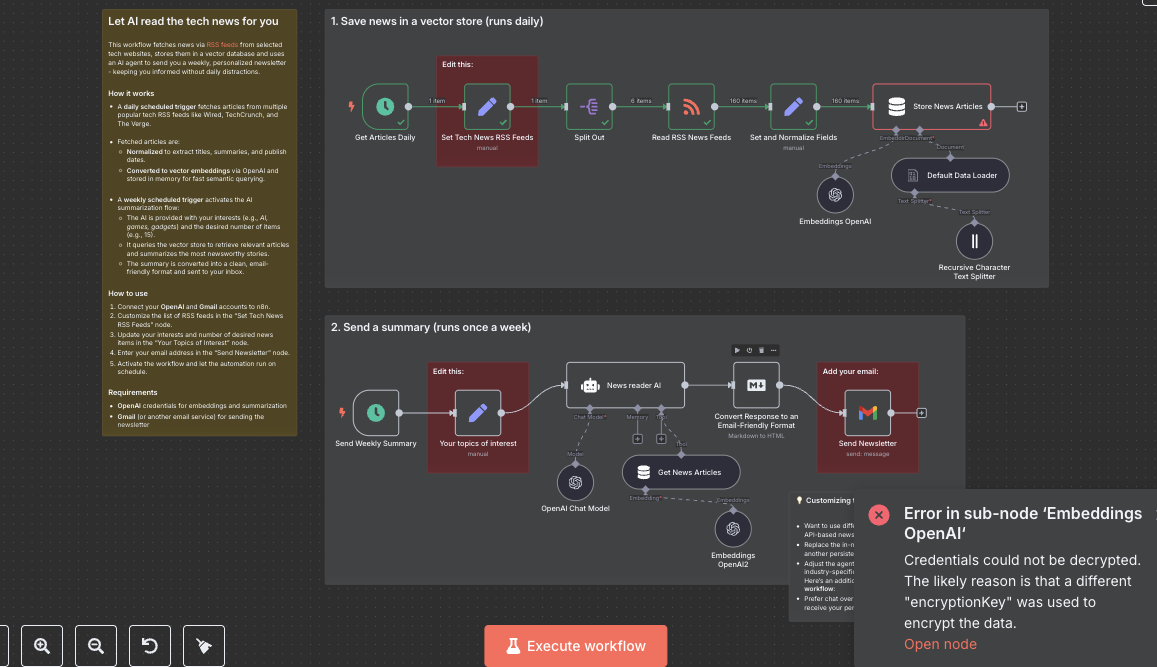 Let AI read the tech news for you
This workflow fetches news via RSS feeds from selected
tech websites, stores them in a vector database and uses
an AI agent to send you a weekly, personalized newsletter
- keeping you informed without daily distractions.
How it works
• A daily scheduled trigger fetches articles from multiple
popular tech RSS feeds like Wired, TechCrunch, and
The Verge.
• Fetched articles are:
Normalized to extract titles, summaries, and publish
dates.
Converted to vector embeddings via OpenAI and
stored in memory for fast semantic querying.
• A weekly scheduled trigger activates the AI
summarization flow:
The AI is provided with your interests (e.g., AI,
games, gadgets) and the desired number of items
(e.g., 15).
It queries the vector store to retrieve relevant articles
and summarizes the most newsworthy stories.
The summary is converted into a clean, email-
friendly format and sent to your inbox.
How to use
1. Connect your OpenAI and Gmail accounts to n8n.
2. Customize the list of RSS feeds in the "Set Tech News
RSS Feeds" node.
3. Update your interests and number of desired news
items in the "Your Topics of Interest" node.
4. Enter your email address in the "Send Newsletter" node.
5. Activate the workflow and let the automation run on
schedule.
Requirements
• OpenAI credentials for embeddings and summarization
• Gmail (or another email service) for sending the
newsletter
1. Save news in a vector store (runs daily)
Edit this:
1 item
1 item
6 items
160 items
160 items
Store News Articles
Get Articles Daily
Set Tech News RSS Feeds
manual
Split Out
Read RSS News Feeds
Set and Normalize Fields
manual
Document
Embeddings
Default Data Loader
Text Splitter*
Embeddings OpenAI
Text Splitter
Recursive Character
Text Splitter
2. Send a summary (runs once a week)
Edit this:
News reader AI
Add your email:
Send Weekly Summary
Your topics of interest
manual
Chat Model*
Memory
Tool
Convert Response to an
Email-Friendly Format
Markdown to HTML
Send Newsletter
send: message
Model
Tool
Get News Articles
Embedding*
Embeddings
OpenAI Chat Model
Embeddings
OpenAI2
Customizing
• Want to use
API-based news
• Replace the
another
• Adjust the agent
Here's an
workflow:
• Prefer chat over
receive your
Error in sub-node 'Embeddings
OpenAI'
Credentials could not be decrypted.
The likely reason is that a different
"encryptionKey" was used to
encrypt the data.
Open node
Execute workflow